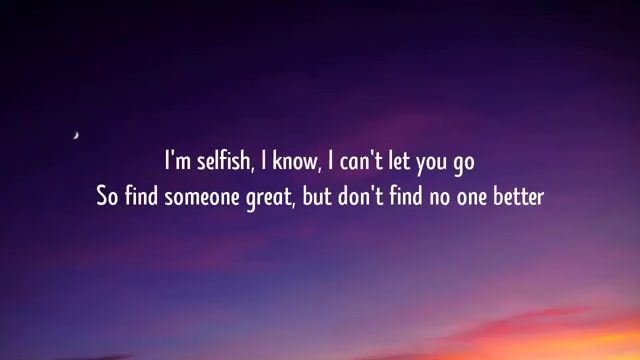 I'm selfish, I know, I can't let you go
So find someone great, but don't find no one better